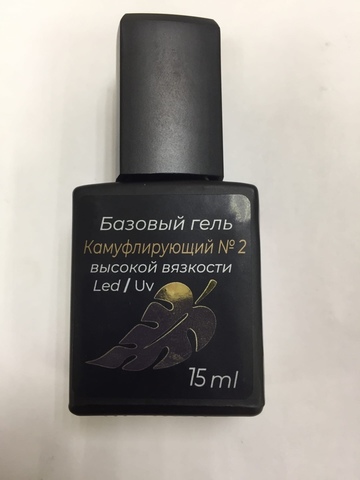 Базовый гель
Камуфлирующий № 2
высокой вязкости
Led / Uv
15 ml